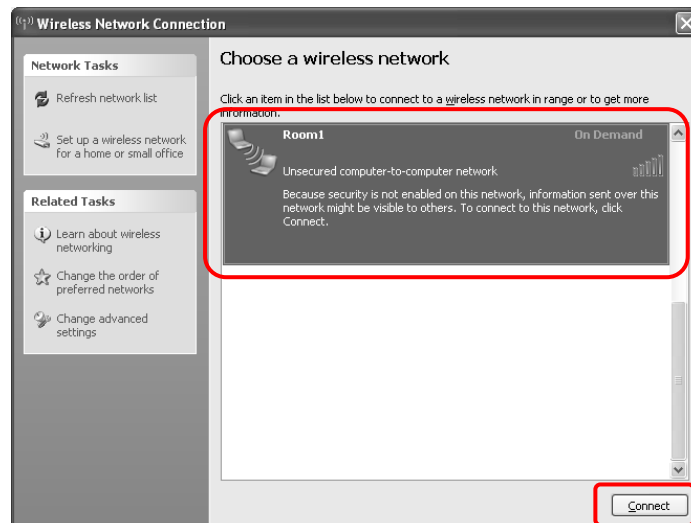 Wireless Network Connection
Network Tasks
Refresh network list
Set up a wireless network
for a home or small office
Related Tasks
Learn about wireless
networking
Change the order of
preferred networks
Change advanced
settings
Choose a wireless network
Click an item in the list below to connect to a wireless network in range or to get more
information.
Room1 On Demand
Unsecured computer-to-computer network
Because security is not enabled on this network, information sent over this
network might be visible to others. To connect to this network, click
Connect.
Connect